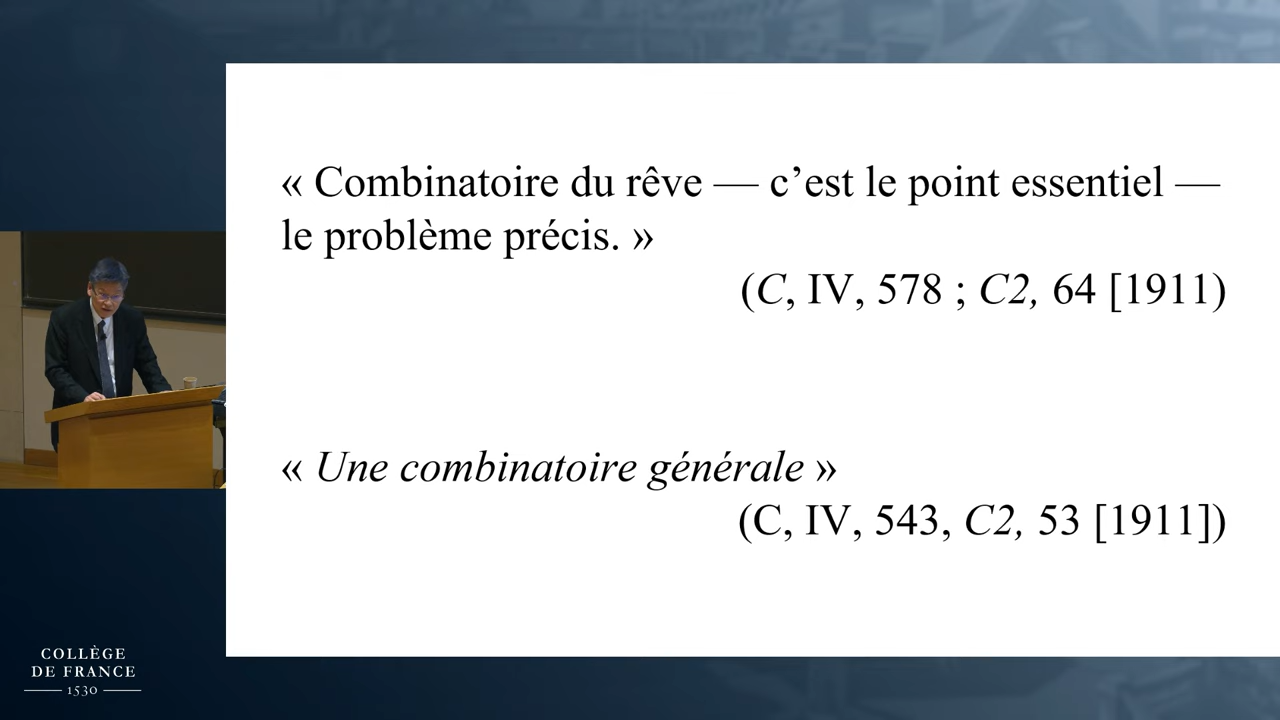 « Combinatoire du rêve — c’est le point essentiel —
le problème précis. »
(C, IV, 578 ; C2, 64 [1911)
« Une combinatoire générale »
(C, IV, 543, C2, 53 [1911])
COLLÈGE
DE FRANCE
1530